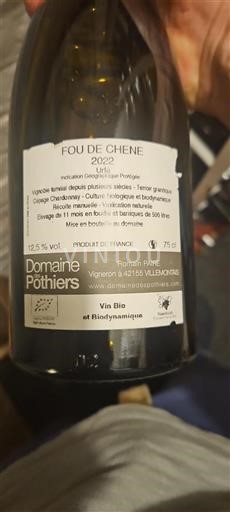 FOU DE CHENE
2022
Urfé
Indication Géographique Protégée
Vignoble familial depuis plusieurs siècles - Terroir granitique
Cépage Chardonnay - Culture biologique et biodynamique
Récolte manuelle - Vinification naturelle
Elevage de 11 mois en foudre et barriques de 500 litres
Mise en bouteille au domaine
12,5 % vol. PRODUIT DE FRANCE 75 cl
Domaine des Pothiers
Romain PAIRE
Vigneron à 42155 VILLEMONTAIS
www.domainedespothiers.com
VINTUR
Vin Bio
et Biodynamique